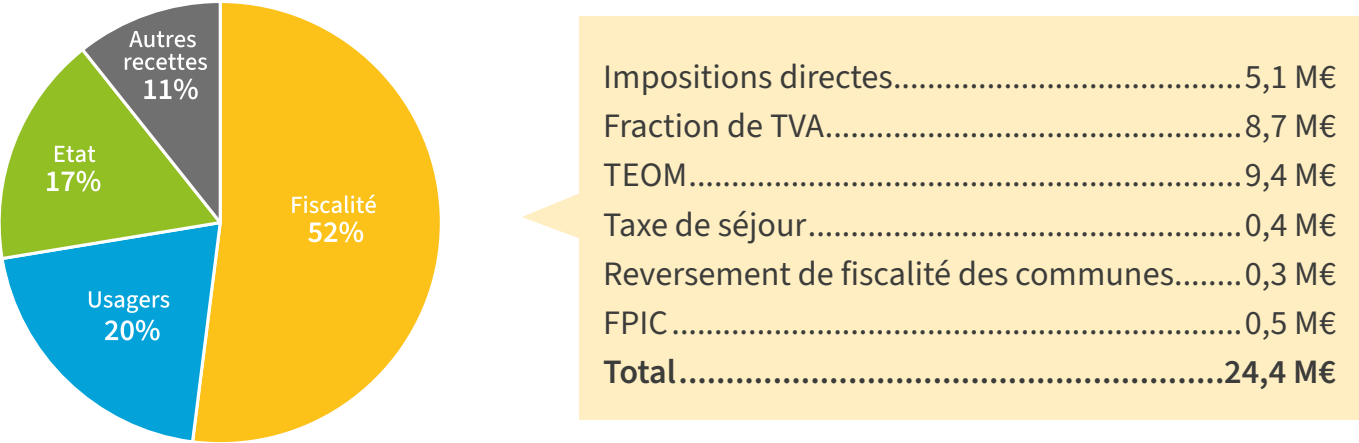 Autres
recettes
11%
Etat
17%
Fiscalité
52%
Usagers
20%
Impositions directes........................................5,1 M€
Fraction de TVA................................................8,7 M€
TEOM................................................................9,4 M€
Taxe de séjour..................................................0,4 M€
Reversement de fiscalité des communes........0,3 M€
FPIC..................................................................0,5 M€
Total..........................................................24,4 M€